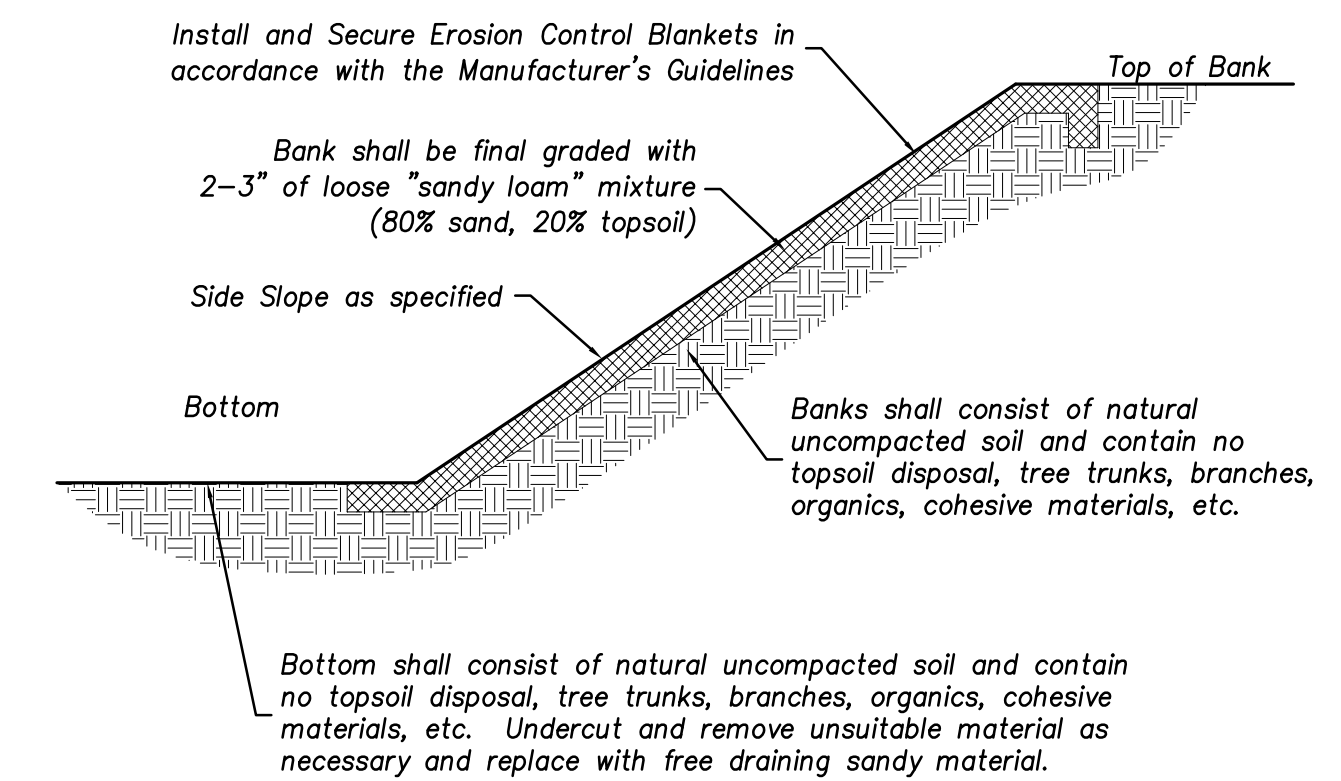 Install and Secure Erosion Control Blankets in
accordance with the Manufacturer's Guidelines
Top of Bank
Bank shall be final graded with
2-3" of loose "sandy loam" mixture
(80% sand, 20% topsoil)
Side Slope as specified
Bottom
Banks shall consist of natural
uncompacted soil and contain no
topsoil disposal, tree trunks, branches,
organics, cohesive materials, etc.
Bottom shall consist of natural uncompacted soil and contain
no topsoil disposal, tree trunks, branches, organics, cohesive
materials, etc.  Undercut and remove unsuitable material as
necessary and replace with free draining sandy material.